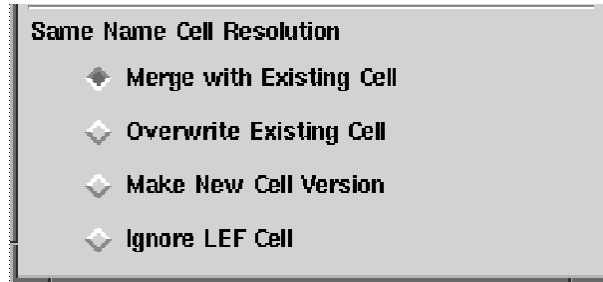 Same Name Cell Resolution
Merge with Existing Cell
Overwrite Existing Cell
Make New Cell Version
Ignore LEF Cell